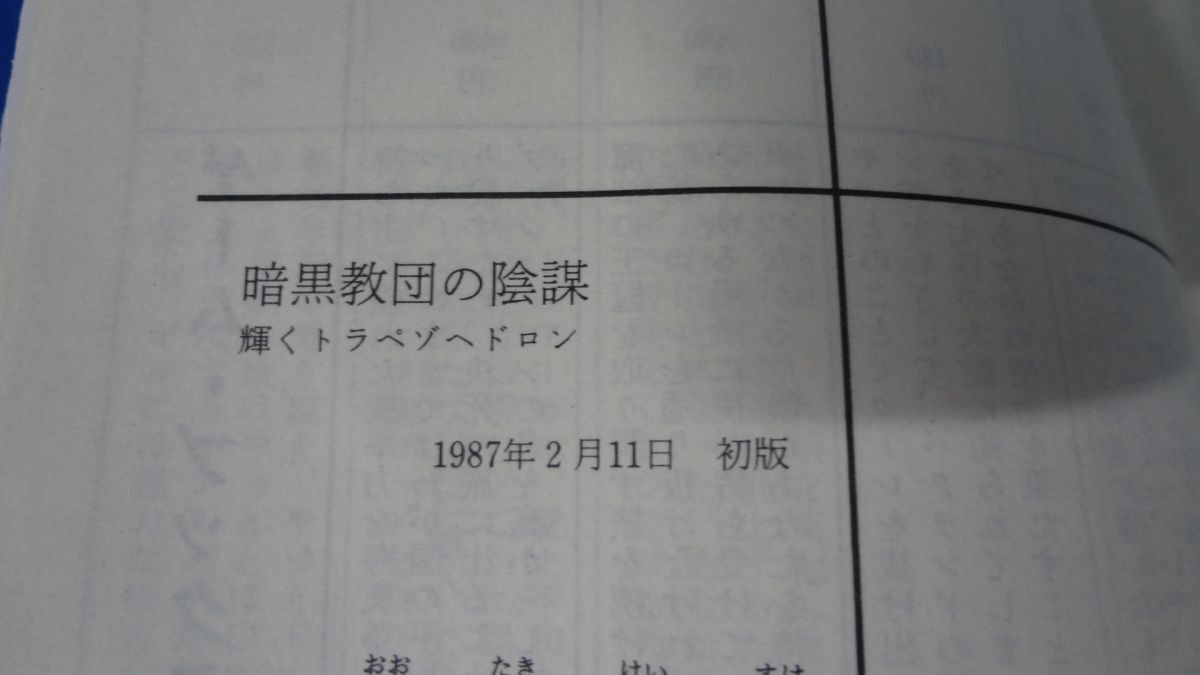 暗黒教団の陰謀
輝くトラペゾヘドロン
1987年2月11日 初版
おお たき けい すけ